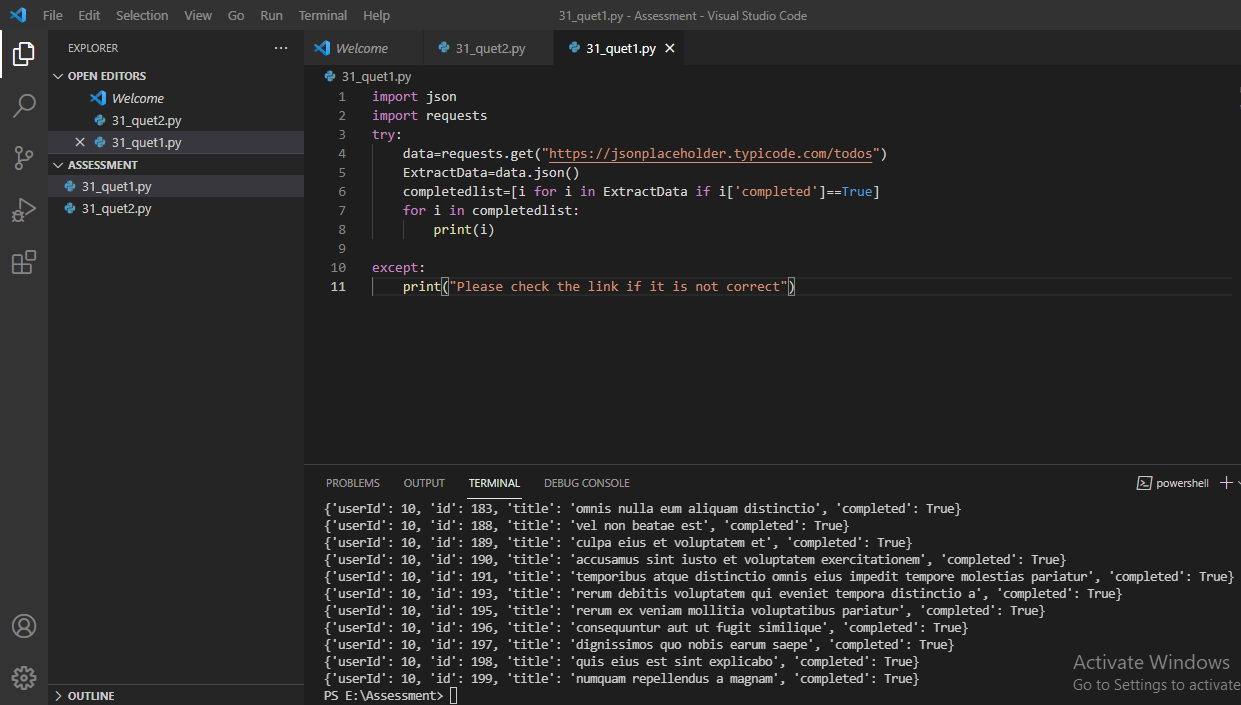 File Edit Selection View Go Run Terminal Help 31_quet1.py - Assessment - Visual Studio Code
EXPLORER ···
OPEN EDITORS
Welcome
31_quet2.py
31_quet1.py
ASSESSMENT
31_quet1.py
31_quet2.py
OUTLINE
Welcome 31_quet2.py 31_quet1.py
31_quet1.py
1 import json
2 import requests
3 try:
4     data=requests.get("https://jsonplaceholder.typicode.com/todos")
5     ExtractData=data.json()
6     completedlist=[i for i in ExtractData if i['completed']==True]
7     for i in completedlist:
8         print(i)
9
10 except:
11     print("Please check the link if it is not correct")
PROBLEMS OUTPUT TERMINAL DEBUG CONSOLE powershell
{'userId': 10, 'id': 183, 'title': 'omnis nulla eum aliquam distinctio', 'completed': True}
{'userId': 10, 'id': 188, 'title': 'vel non beatae est', 'completed': True}
{'userId': 10, 'id': 189, 'title': 'culpa eius et voluptatem et', 'completed': True}
{'userId': 10, 'id': 190, 'title': 'accusamus sint iusto et voluptatem exercitationem', 'completed': True}
{'userId': 10, 'id': 191, 'title': 'temporibus atque distinctio omnis eius impedit tempore molestias pariatur', 'completed': True}
{'userId': 10, 'id': 193, 'title': 'rerum debitis voluptatem qui eveniet tempora distinctio a', 'completed': True}
{'userId': 10, 'id': 195, 'title': 'rerum ex veniam mollitia voluptatibus pariatur', 'completed': True}
{'userId': 10, 'id': 196, 'title': 'consequuntur aut ut fugit similique', 'completed': True}
{'userId': 10, 'id': 197, 'title': 'dignissimos quo nobis earum saepe', 'completed': True}
{'userId': 10, 'id': 198, 'title': 'quis eius est sint explicabo', 'completed': True}
{'userId': 10, 'id': 199, 'title': 'numquam repellendus a magnam', 'completed': True}
PS E:\Assessment>
Activate Windows
Go to Settings to activate